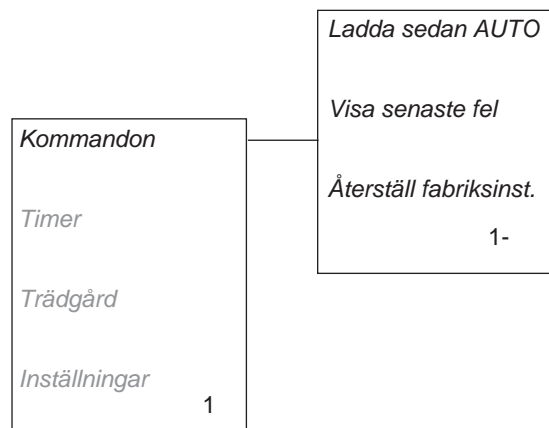 Kommandon
Timer
Trädgård
Inställningar
1
Ladda sedan AUTO
Visa senaste fel
Återställ fabriksinst.
1-